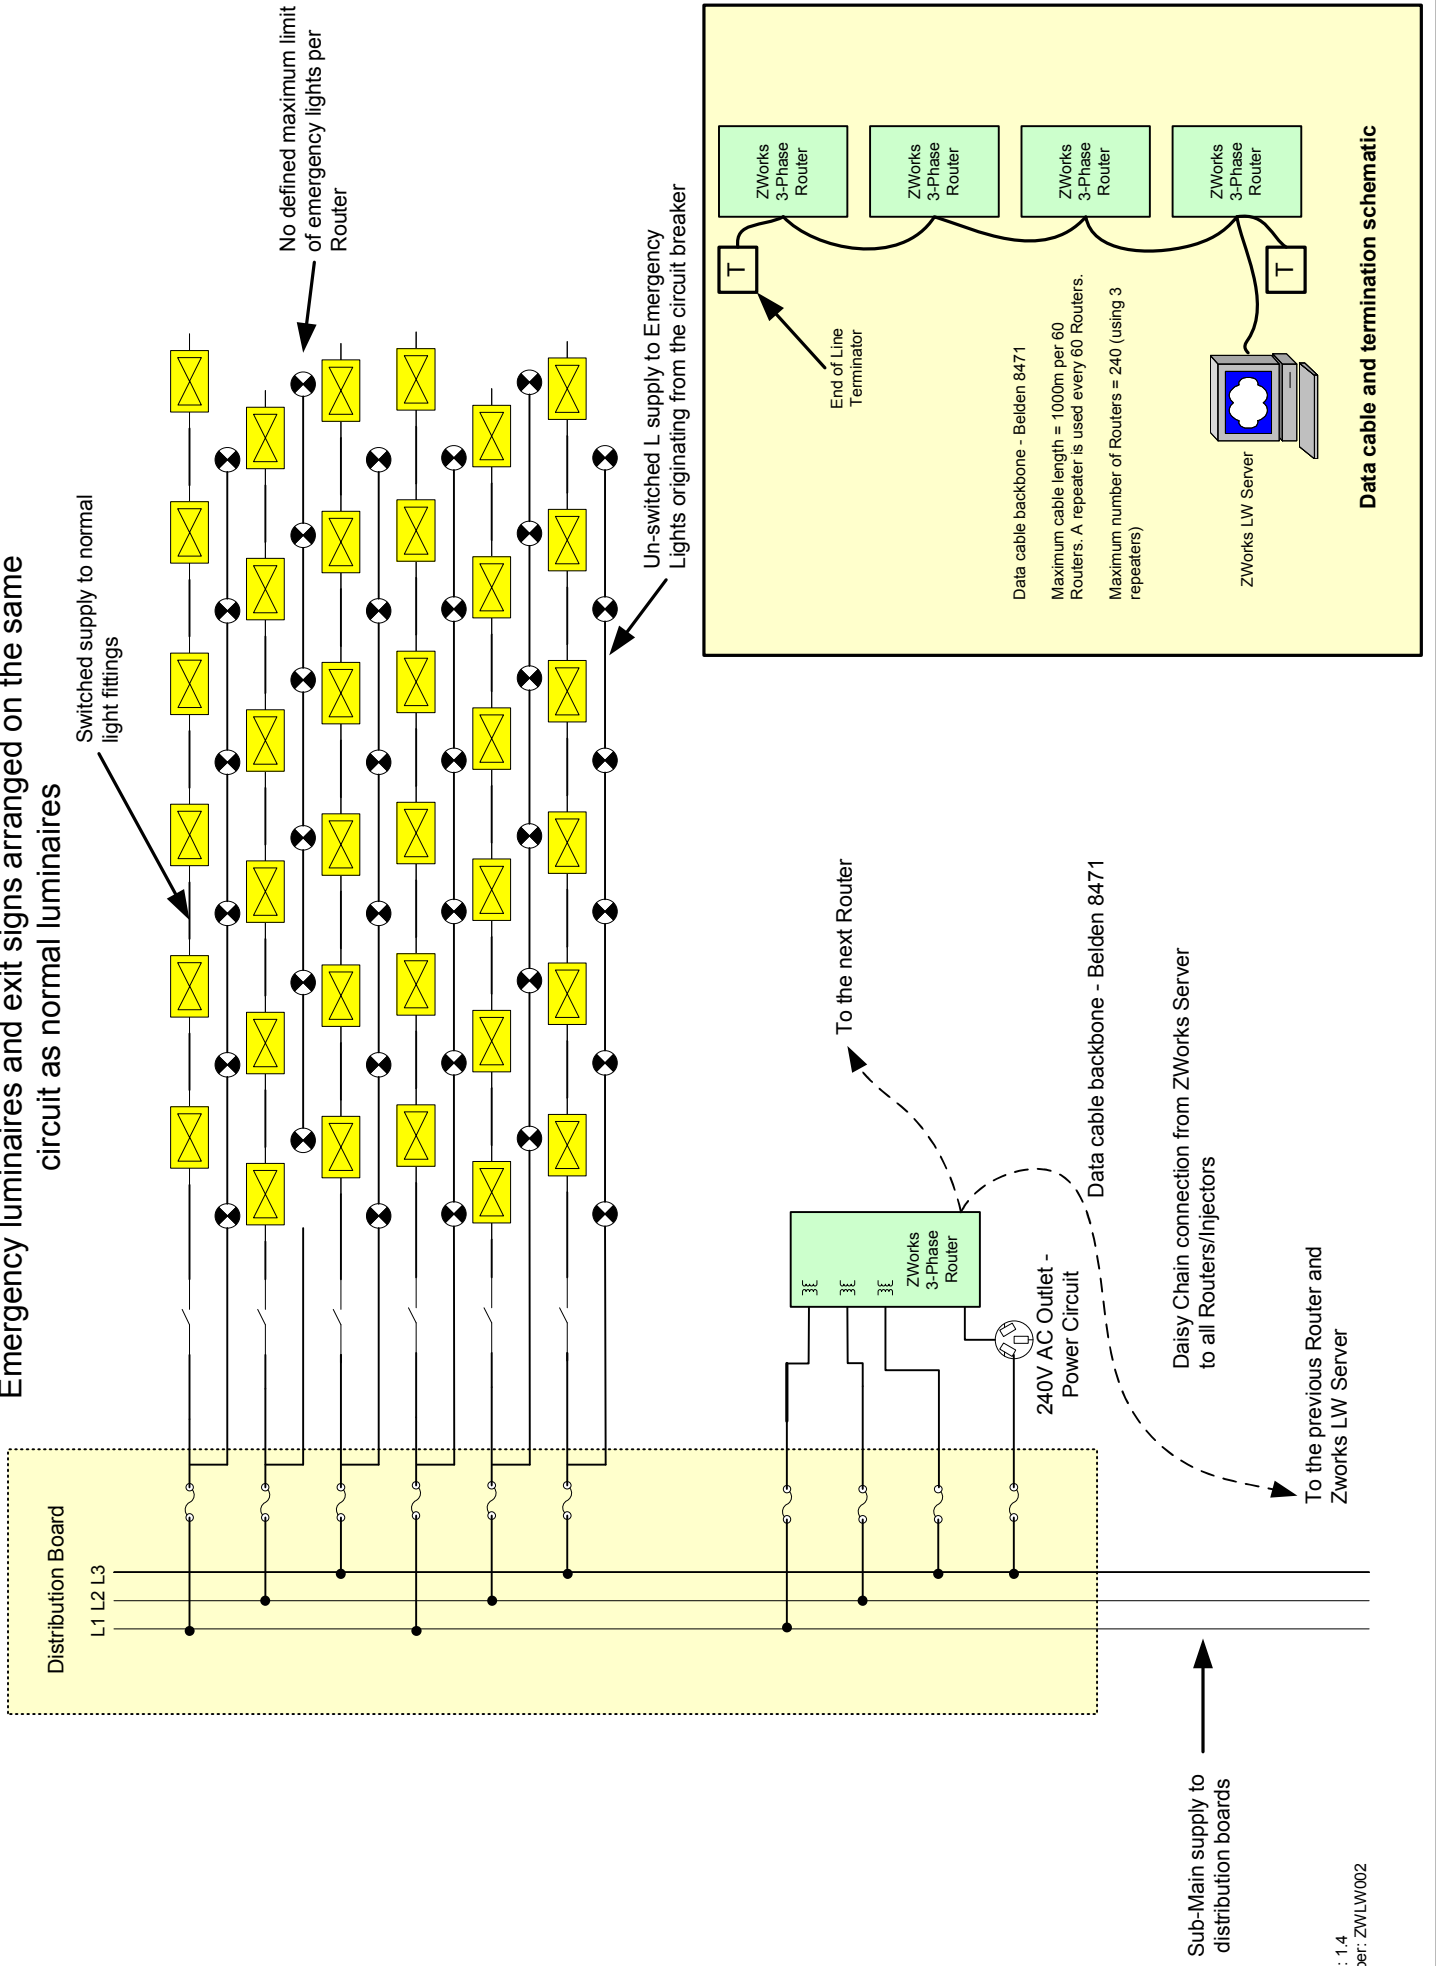 Emergency luminaires and exit signs arranged on the same
circuit as normal luminaires
Switched supply to normal
light fittings
No defined maximum limit
of emergency lights per
Router
Un-switched L supply to Emergency
Lights originating from the circuit breaker
Distribution Board
L1 L2 L3
ZWorks
3-Phase
Router
240V AC Outlet -
Power Circuit
To the next Router
Data cable backbone - Belden 8471
Daisy Chain connection from ZWorks Server
to all Routers/Injectors
To the previous Router and
Zworks LW Server
Sub-Main supply to
distribution boards
: 1.4
ber: ZWLW002
T
End of Line
Terminator
ZWorks
3-Phase
Router
ZWorks
3-Phase
Router
ZWorks
3-Phase
Router
ZWorks
3-Phase
Router
T
Data cable backbone - Belden 8471
Maximum cable length = 1000m per 60
Routers. A repeater is used every 60 Routers.
Maximum number of Routers = 240 (using 3
repeaters)
ZWorks LW Server
Data cable and termination schematic